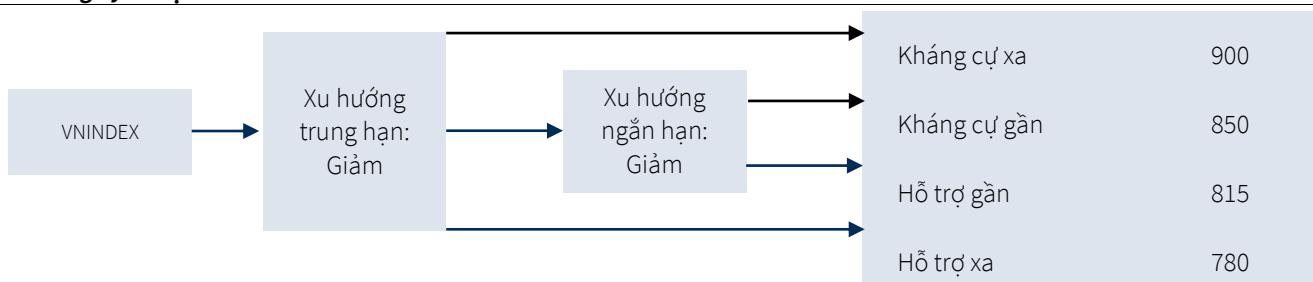 VNINDEX
Xu hướng
trung hạn:
Giảm
Xu hướng
ngắn hạn:
Giảm
Kháng cự xa 900
Kháng cự gần 850
Hỗ trợ gần 815
Hỗ trợ xa 780